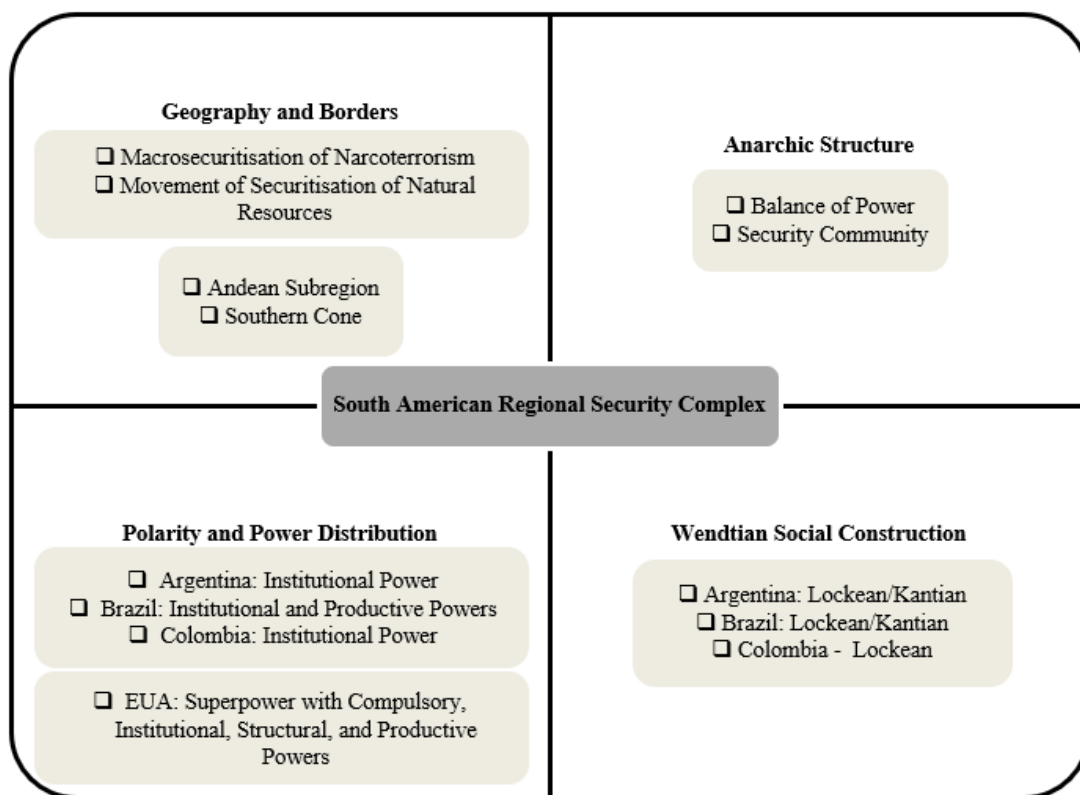 Geography and Borders
❑ Macrosecuritisation of Narcoterrorism
❑ Movement of Securitisation of Natural
Resources
❑ Andean Subregion
❑ Southern Cone
Anarchic Structure
❑ Balance of Power
❑ Security Community
South American Regional Security Complex
Polarity and Power Distribution
❑ Argentina: Institutional Power
❑ Brazil: Institutional and Productive Powers
❑ Colombia: Institutional Power
❑ EUA: Superpower with Compulsory,
Institutional, Structural, and Productive
Powers
Wendtian Social Construction
❑ Argentina: Lockean/Kantian
❑ Brazil: Lockean/Kantian
❑ Colombia - Lockean